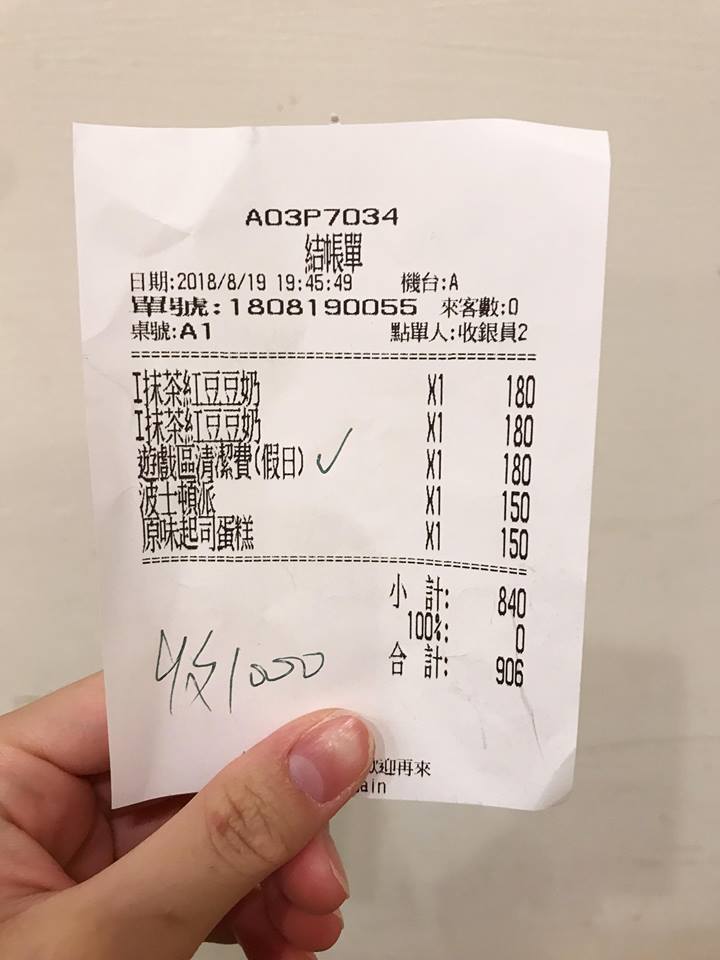 A03P7034
結帳單
日期:2018/8/19 19:45:49 機台:A
單號:1808190055 來客數:0
桌號:A1 點單人:收銀員2
I抹茶紅豆豆奶 X1 180
I抹茶紅豆豆奶 X1 180
遊戲區清潔費(假日) ✓ X1 180
波士頓派 X1 150
原味起司蛋糕 X1 150
小 計: 840
100%: 0
合 計: 906
收1000
歡迎再來
ain